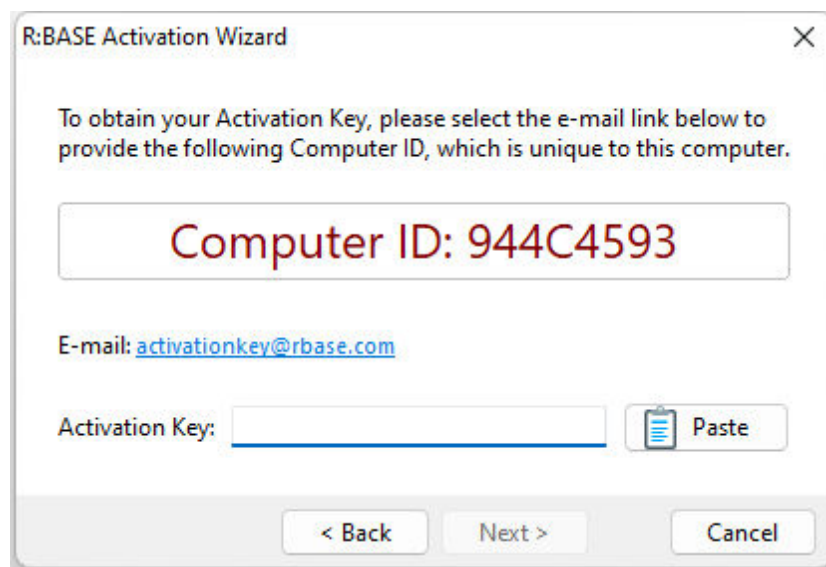 R:BASE Activation Wizard
To obtain your Activation Key, please select the e-mail link below to
provide the following Computer ID, which is unique to this computer.
Computer ID: 944C4593
E-mail: activationkey@rbase.com
Activation Key:
Paste
< Back
Next >
Cancel